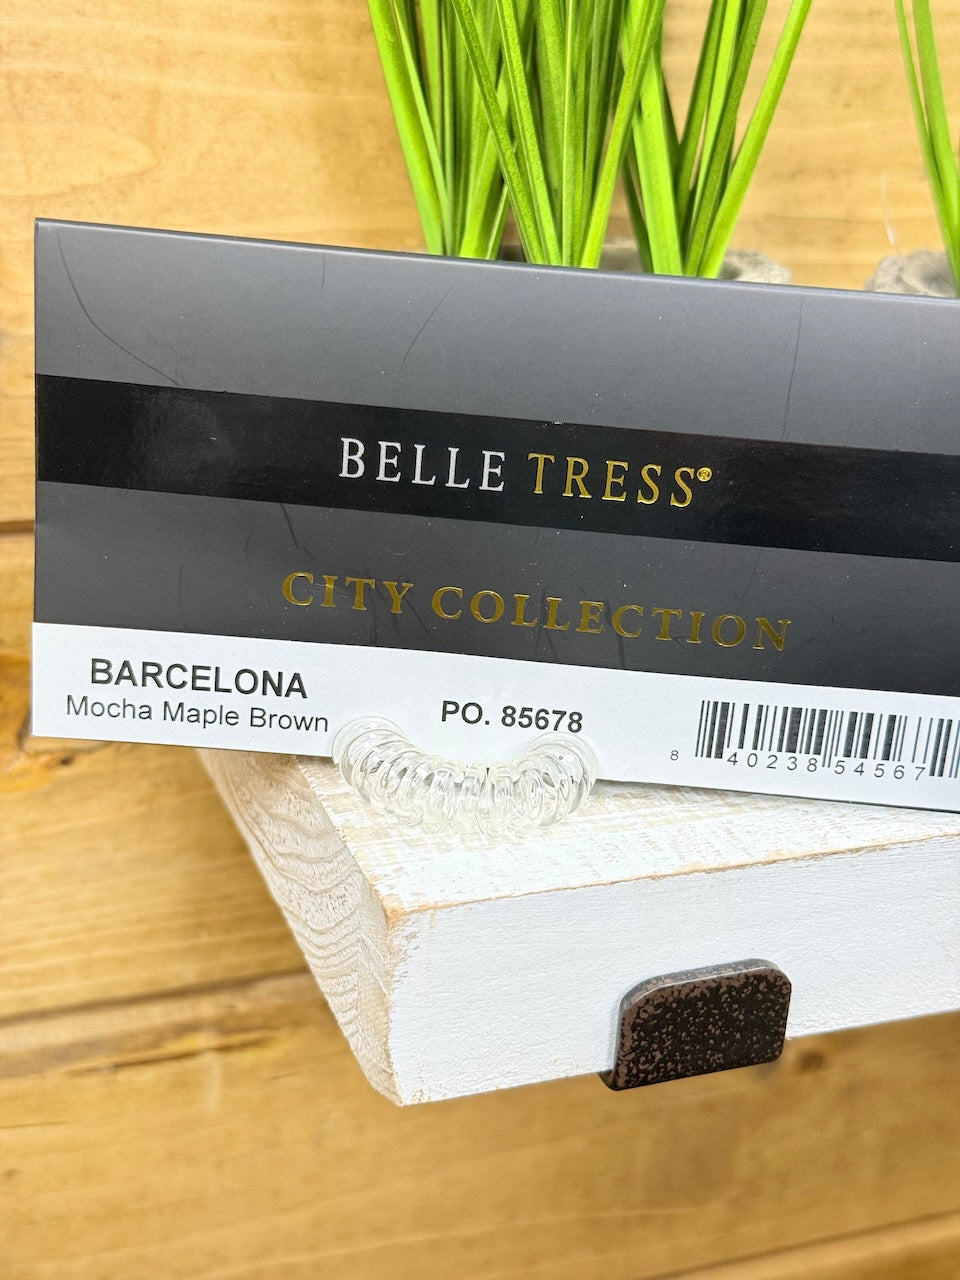 BELLE TRESS®
CITY COLLECTION
BARCELONA
Mocha Maple Brown
PO. 85678
8 40238 54567